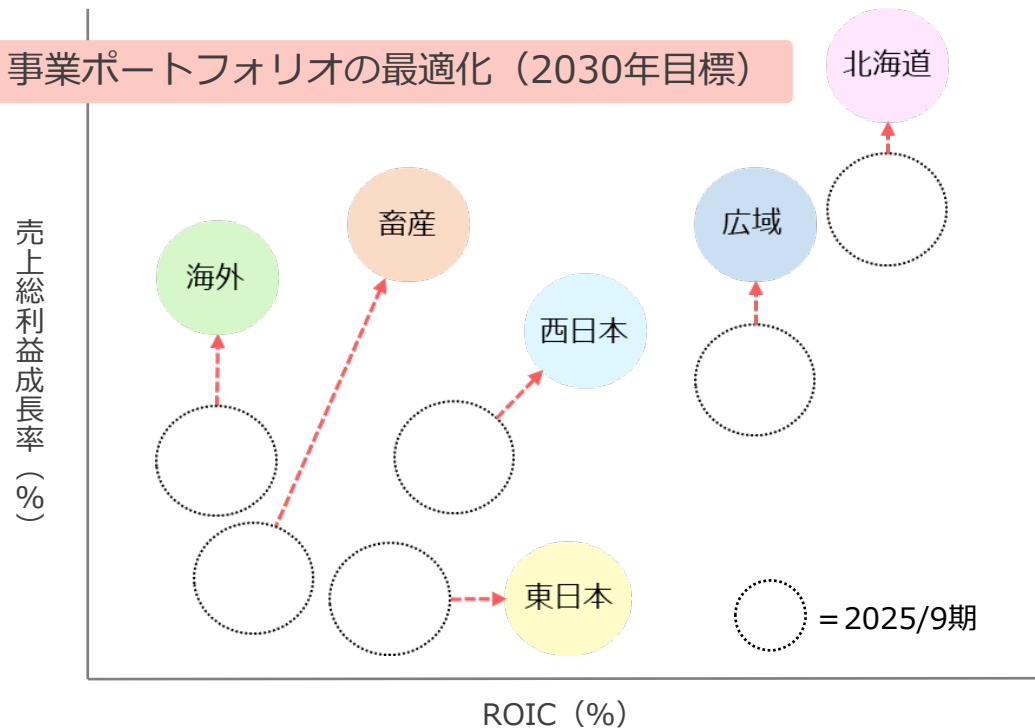 事業ポートフォリオの最適化（2030年目標）
北海道
畜産
広域
海外
西日本
東日本
売上総利益成長率（％）
＝2025/9期
ROIC（％）